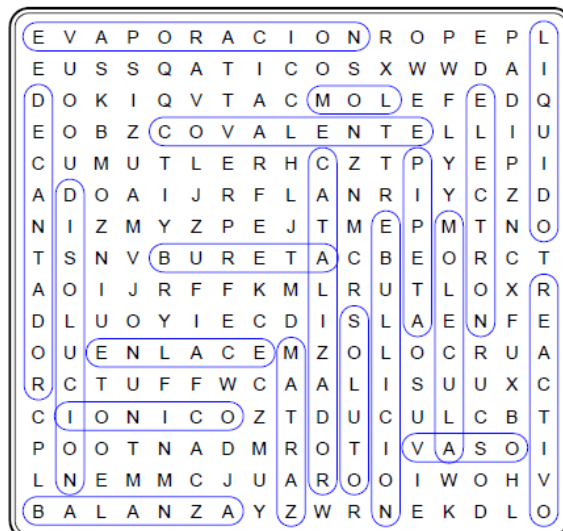 E V A P O R A C I O N R O P E P L
E U S S Q A T I C O S X W W D A I
D O K I Q V T A C M O L E F E D Q
E O B Z C O V A L E N T E L L I U
C U M U T L E R H C Z T P Y E P I
A D O A I J R F L A N R I Y C Z D
N I Z M Y Z P E J T M E P M T N O
T S N V B U R E T A C B E O R C T
A O I J R F F K M L R U T L O X R
D L U O Y I E C D I S L A E N F E
O U E N L A C E M Z O L O C R U A
R C T U F F W C A A L I S U U X C
C I O N I C O Z T D U C U L C B T
P O O T N A D M R O T I V A S O I
L N E M M C J U A R O O I W O H V
B A L A N Z A Y Z W R N E K D L O